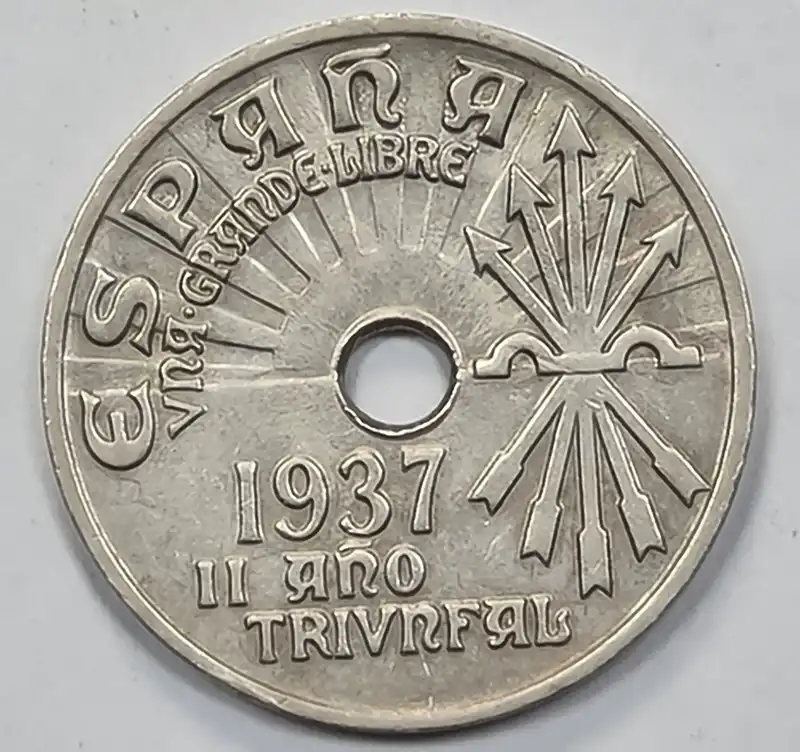 ESPAÑA
VNA·GRANDE·LIBRE
1937
II AÑO
TRIVNFAL